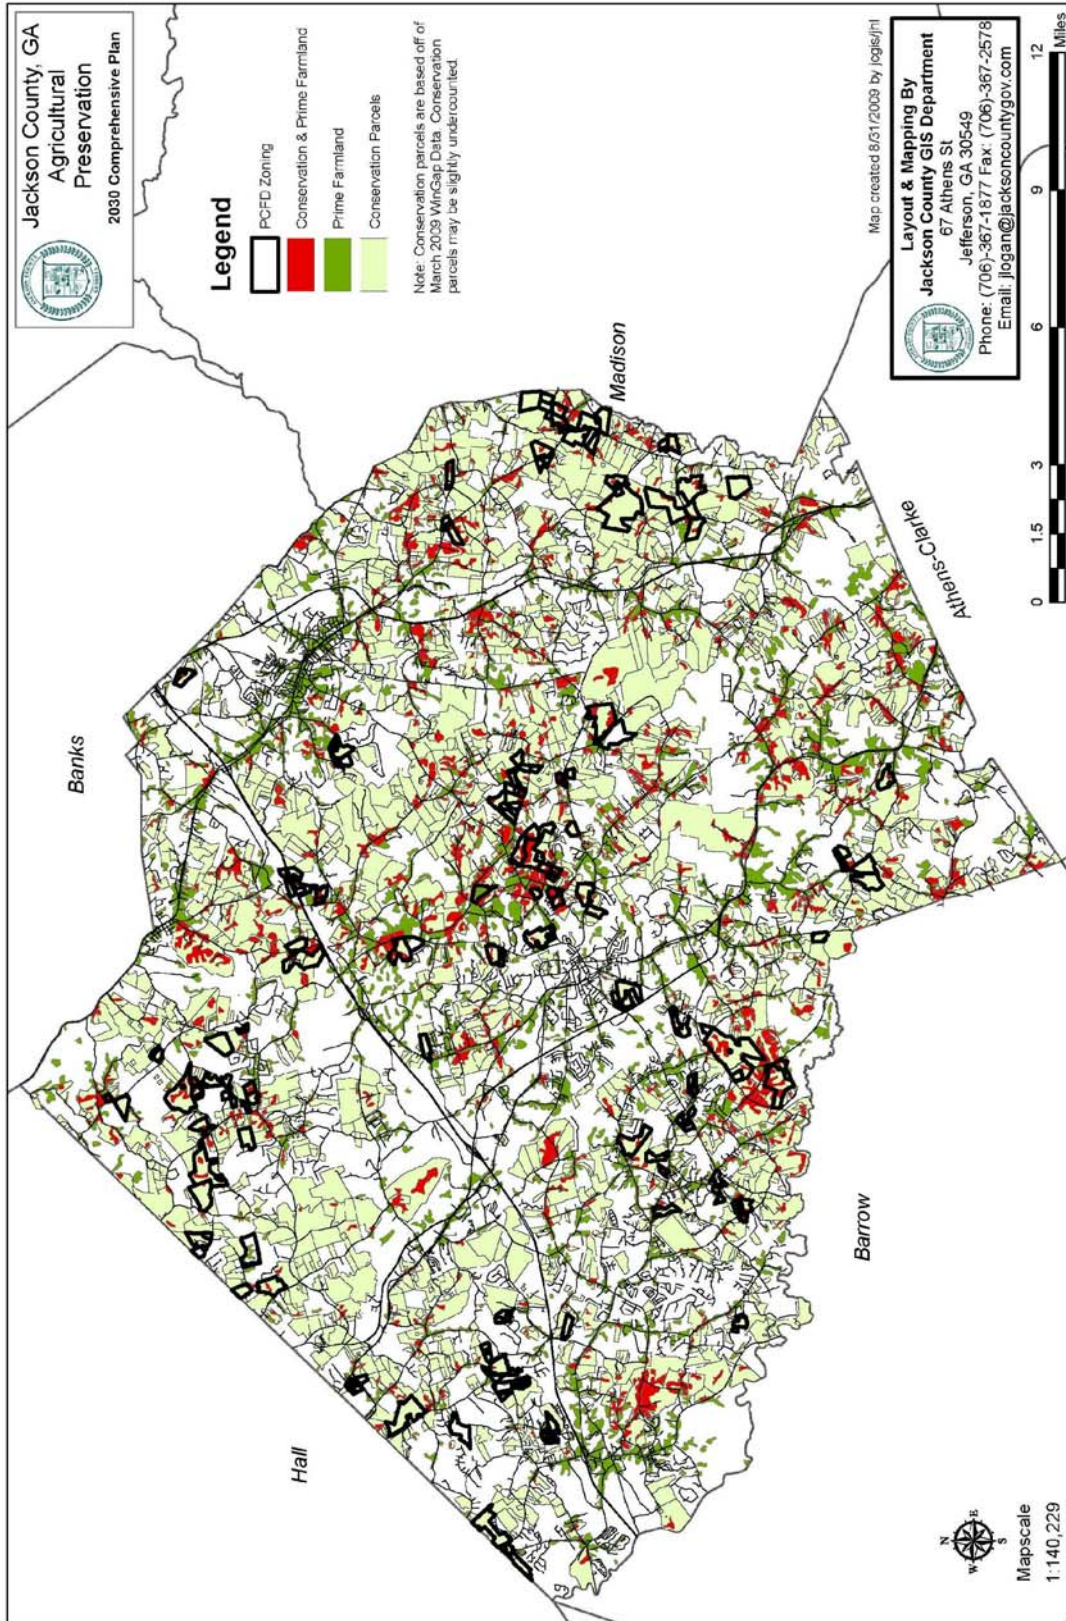 Jackson County, GA
Agricultural
Preservation
2030 Comprehensive Plan
Legend
PCFD Zoning
Conservation & Prime Farmland
Prime Farmland
Conservation Parcels
Note: Conservation parcels are based off of
March 2009 WinGap Data. Conservation
parcels may be slightly undercounted.
Banks
Hall
Madison
Barrow
Athens-Clarke
Map created 8/31/2009 by jogis/jhl
Layout & Mapping By
Jackson County GIS Department
67 Athens St
Jefferson, GA 30549
Phone: (706)-367-1877 Fax: (706)-367-2578
Email: jlogan@jacksoncountygov.com
N
W E
S
Mapscale
1:140,229
0 1.5 3 6 9 12
Miles